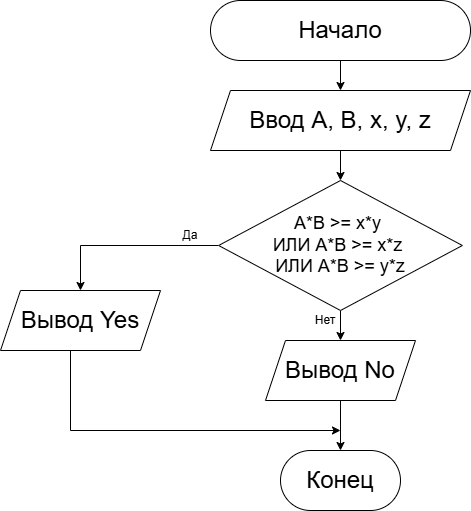 Начало
Ввод A, B, x, y, z
A*B >= x*y
ИЛИ A*B >= x*z
ИЛИ A*B >= y*z
Да
Нет
Вывод Yes
Вывод No
Конец